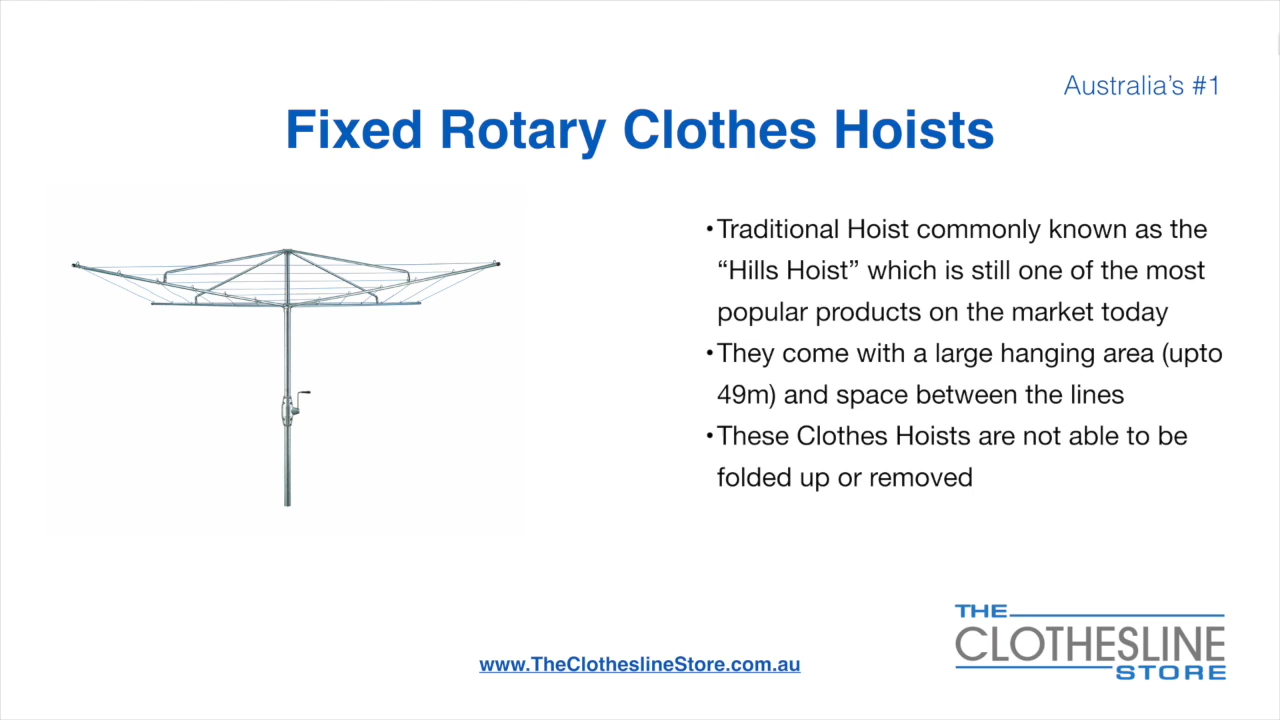 Australia’s #1
Fixed Rotary Clothes Hoists
•Traditional Hoist commonly known as the
“Hills Hoist” which is still one of the most
popular products on the market today
•They come with a large hanging area (upto
49m) and space between the lines
•These Clothes Hoists are not able to be
folded up or removed
THE
CLOTHESLINE
STORE
www.TheClotheslineStore.com.au